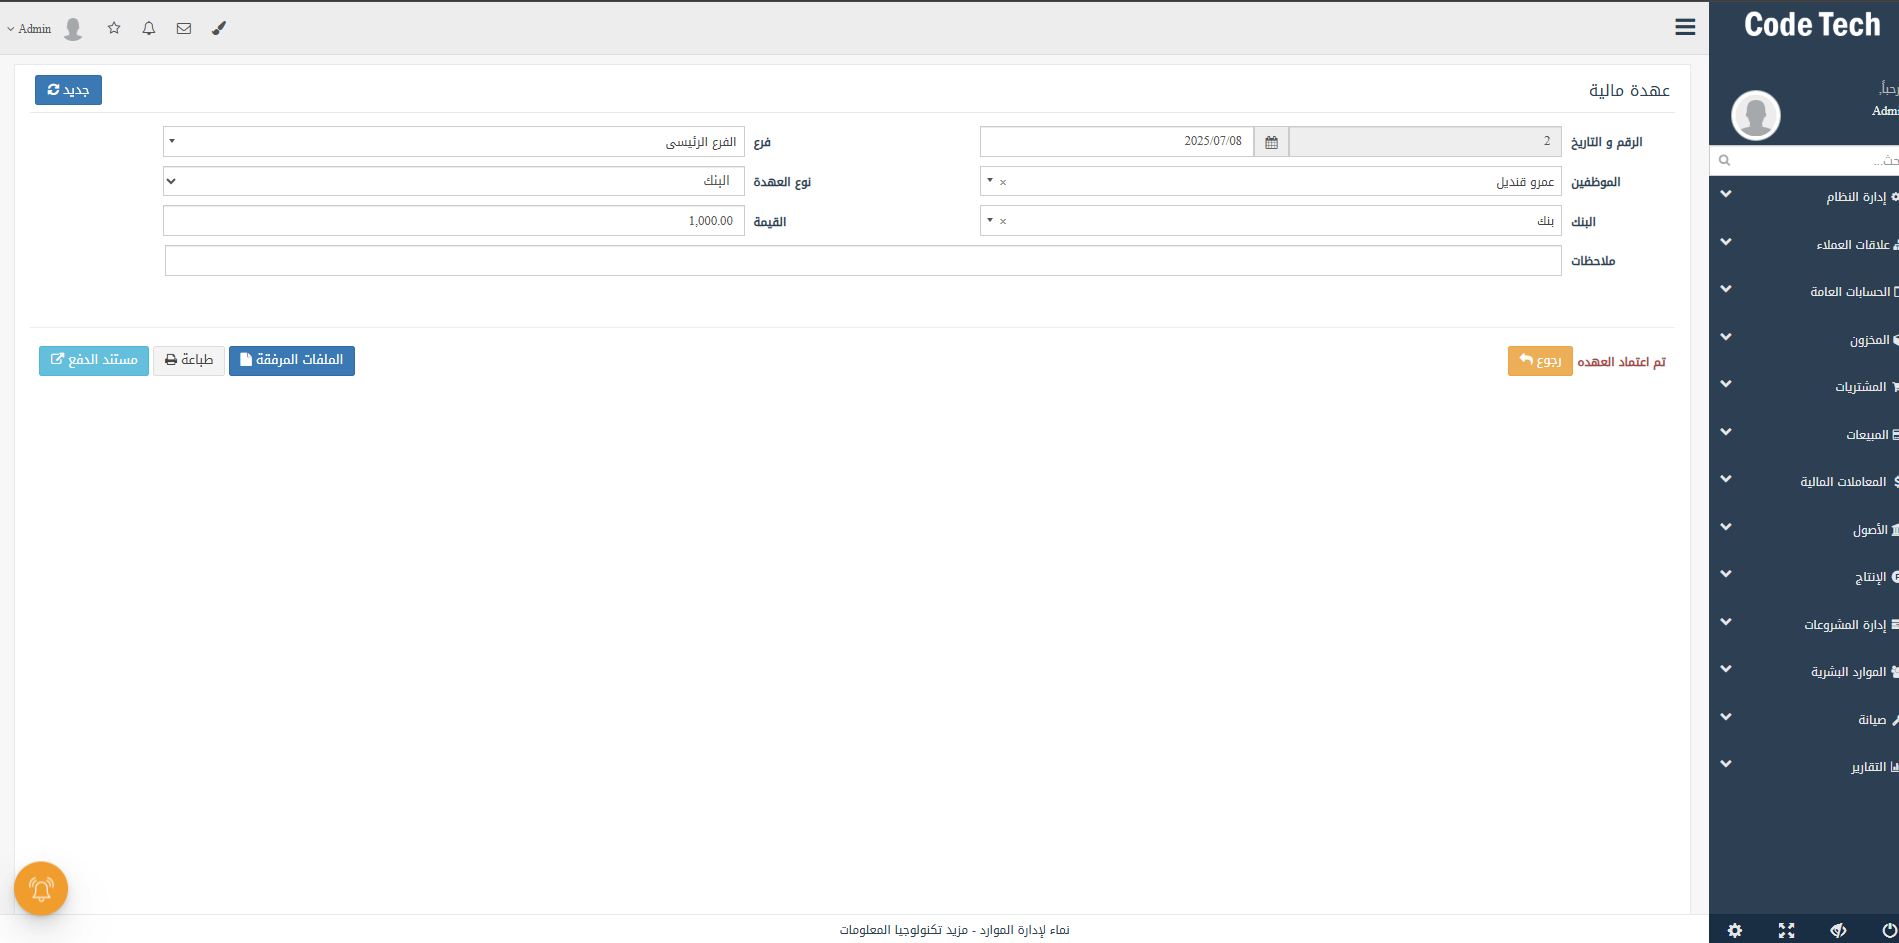 Code Tech
Admin
عهدة مالية
جديد
الرقم و التاريخ
2
2025/07/08
فرع
الفرع الرئيسى
الموظفين
عمرو قنديل
×
نوع العهدة
البنك
البنك
بنك
×
القيمة
1,000.00
ملاحظات
تم اعتماد العهده
رجوع
الملفات المرفقة
طباعة
مستند الدفع
إدارة النظام
علاقات العملاء
الحسابات العامة
المخزون
المشتريات
المبيعات
المعاملات المالية
الأصول
الإنتاج
إدارة المشروعات
الموارد البشرية
صيانة
التقارير
نماء لإدارة الموارد - مزيد تكنولوجيا المعلومات